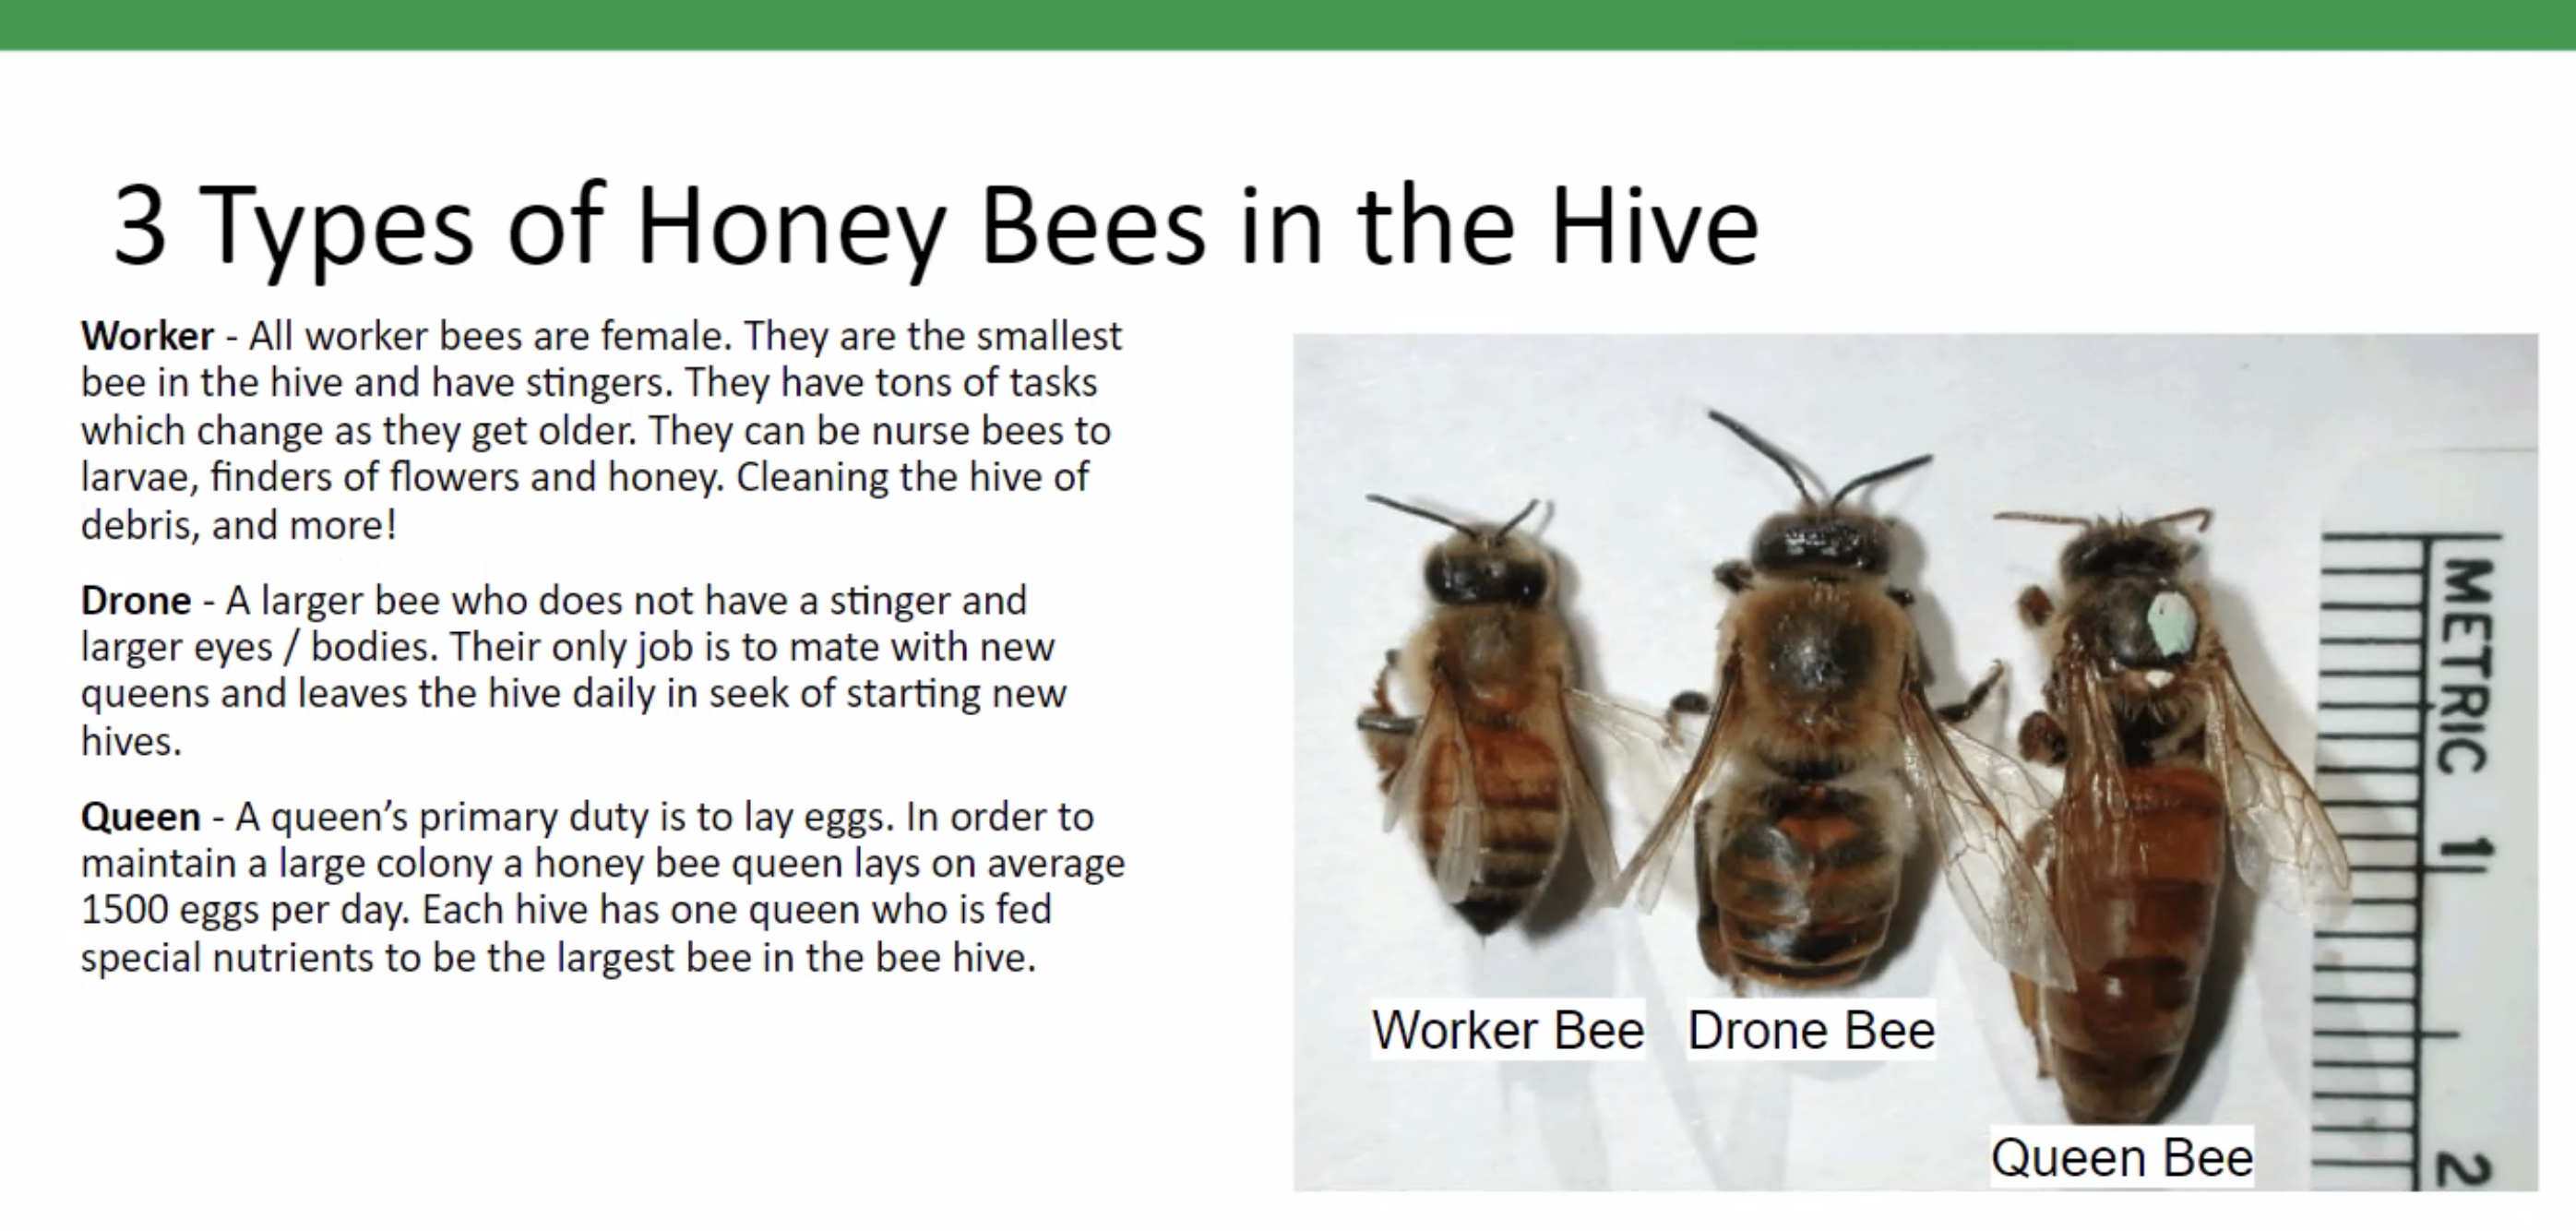 3 Types of Honey Bees in the Hive
Worker - All worker bees are female. They are the smallest
bee in the hive and have stingers. They have tons of tasks
which change as they get older. They can be nurse bees to
larvae, finders of flowers and honey. Cleaning the hive of
debris, and more!
Drone - A larger bee who does not have a stinger and
larger eyes / bodies. Their only job is to mate with new
queens and leaves the hive daily in seek of starting new
hives.
Queen - A queen’s primary duty is to lay eggs. In order to
maintain a large colony a honey bee queen lays on average
1500 eggs per day. Each hive has one queen who is fed
special nutrients to be the largest bee in the bee hive.
Worker Bee
Drone Bee
Queen Bee
METRIC 1 2